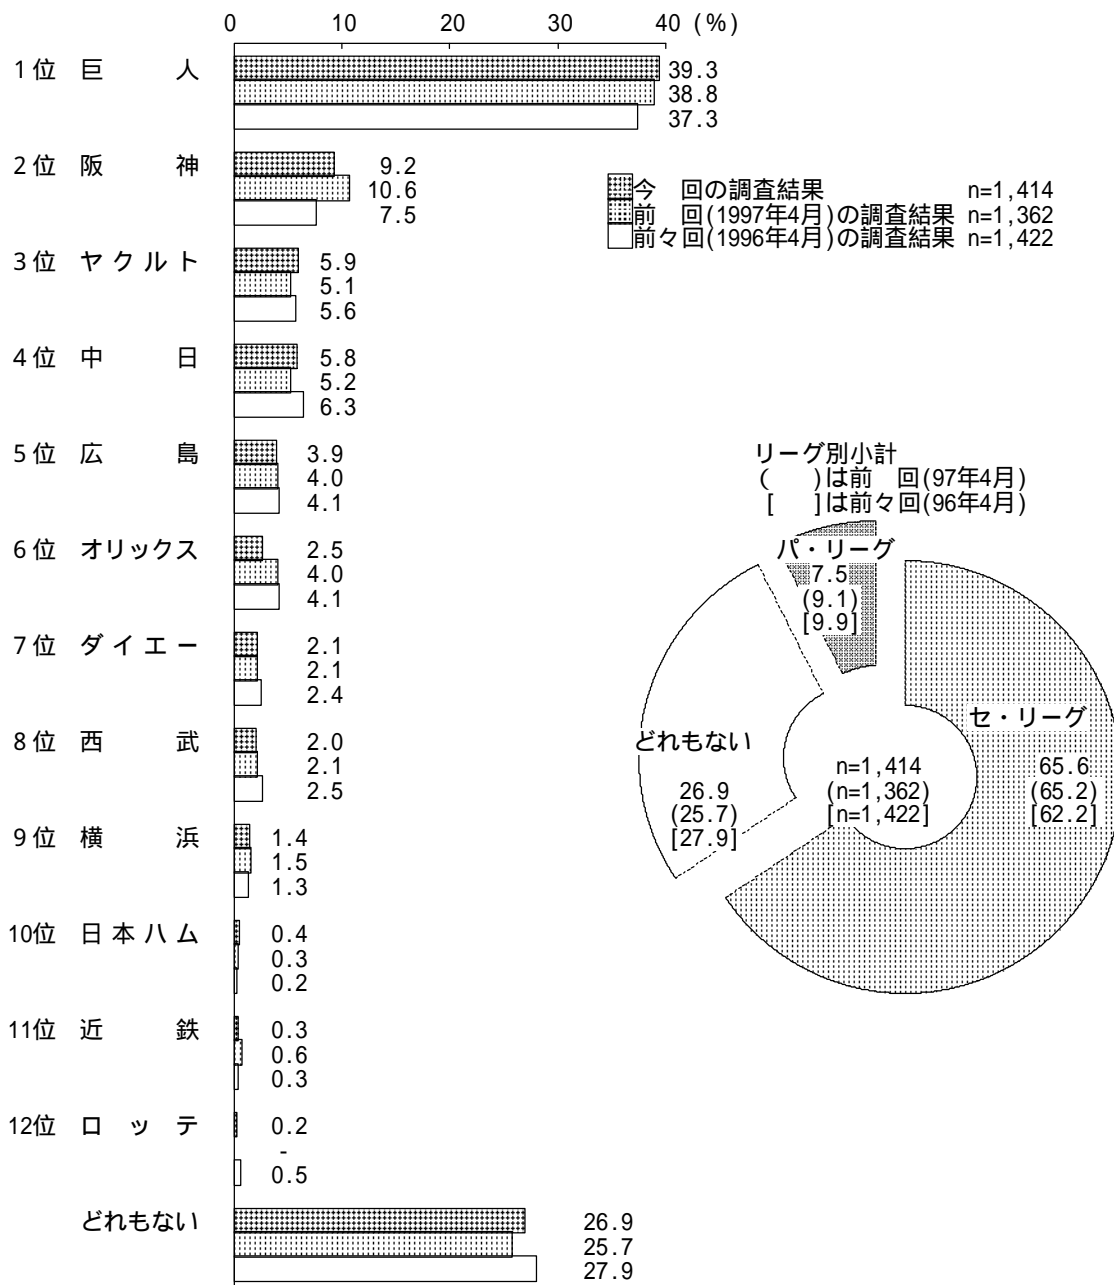 0 10 20 30 40 (%)
1位 巨人 39.3
38.8
37.3
2位 阪神 9.2
10.6
7.5
今 回の調査結果 n=1,414
前 回(1997年4月)の調査結果 n=1,362
前々回(1996年4月)の調査結果 n=1,422
3位 ヤクルト 5.9
5.1
5.6
4位 中日 5.8
5.2
6.3
5位 広島 3.9
4.0
4.1
6位 オリックス 2.5
4.0
4.1
7位 ダイエー 2.1
2.1
2.4
8位 西武 2.0
2.1
2.5
9位 横浜 1.4
1.5
1.3
10位 日本ハム 0.4
0.3
0.2
11位 近鉄 0.3
0.6
0.3
12位 ロッテ 0.2
-
0.5
どれもない 26.9
25.7
27.9
リーグ別小計
( )は前 回(97年4月)
[ ]は前々回(96年4月)
パ・リーグ
7.5
(9.1)
[9.9]
セ・リーグ
65.6
(65.2)
[62.2]
どれもない
26.9
(25.7)
[27.9]
n=1,414
(n=1,362)
[n=1,422]